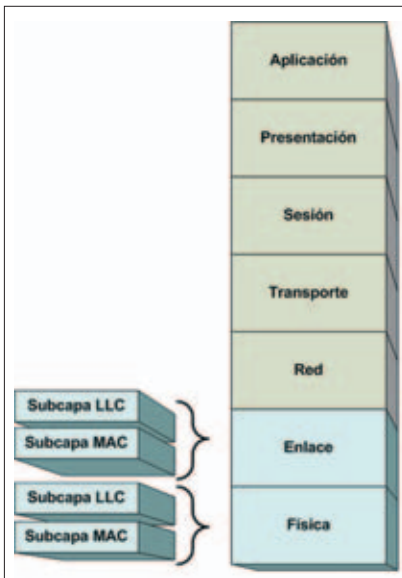 Aplicación
Presentación
Sesión
Transporte
Red
Subcapa LLC
Subcapa MAC
Enlace
Subcapa LLC
Subcapa MAC
Física